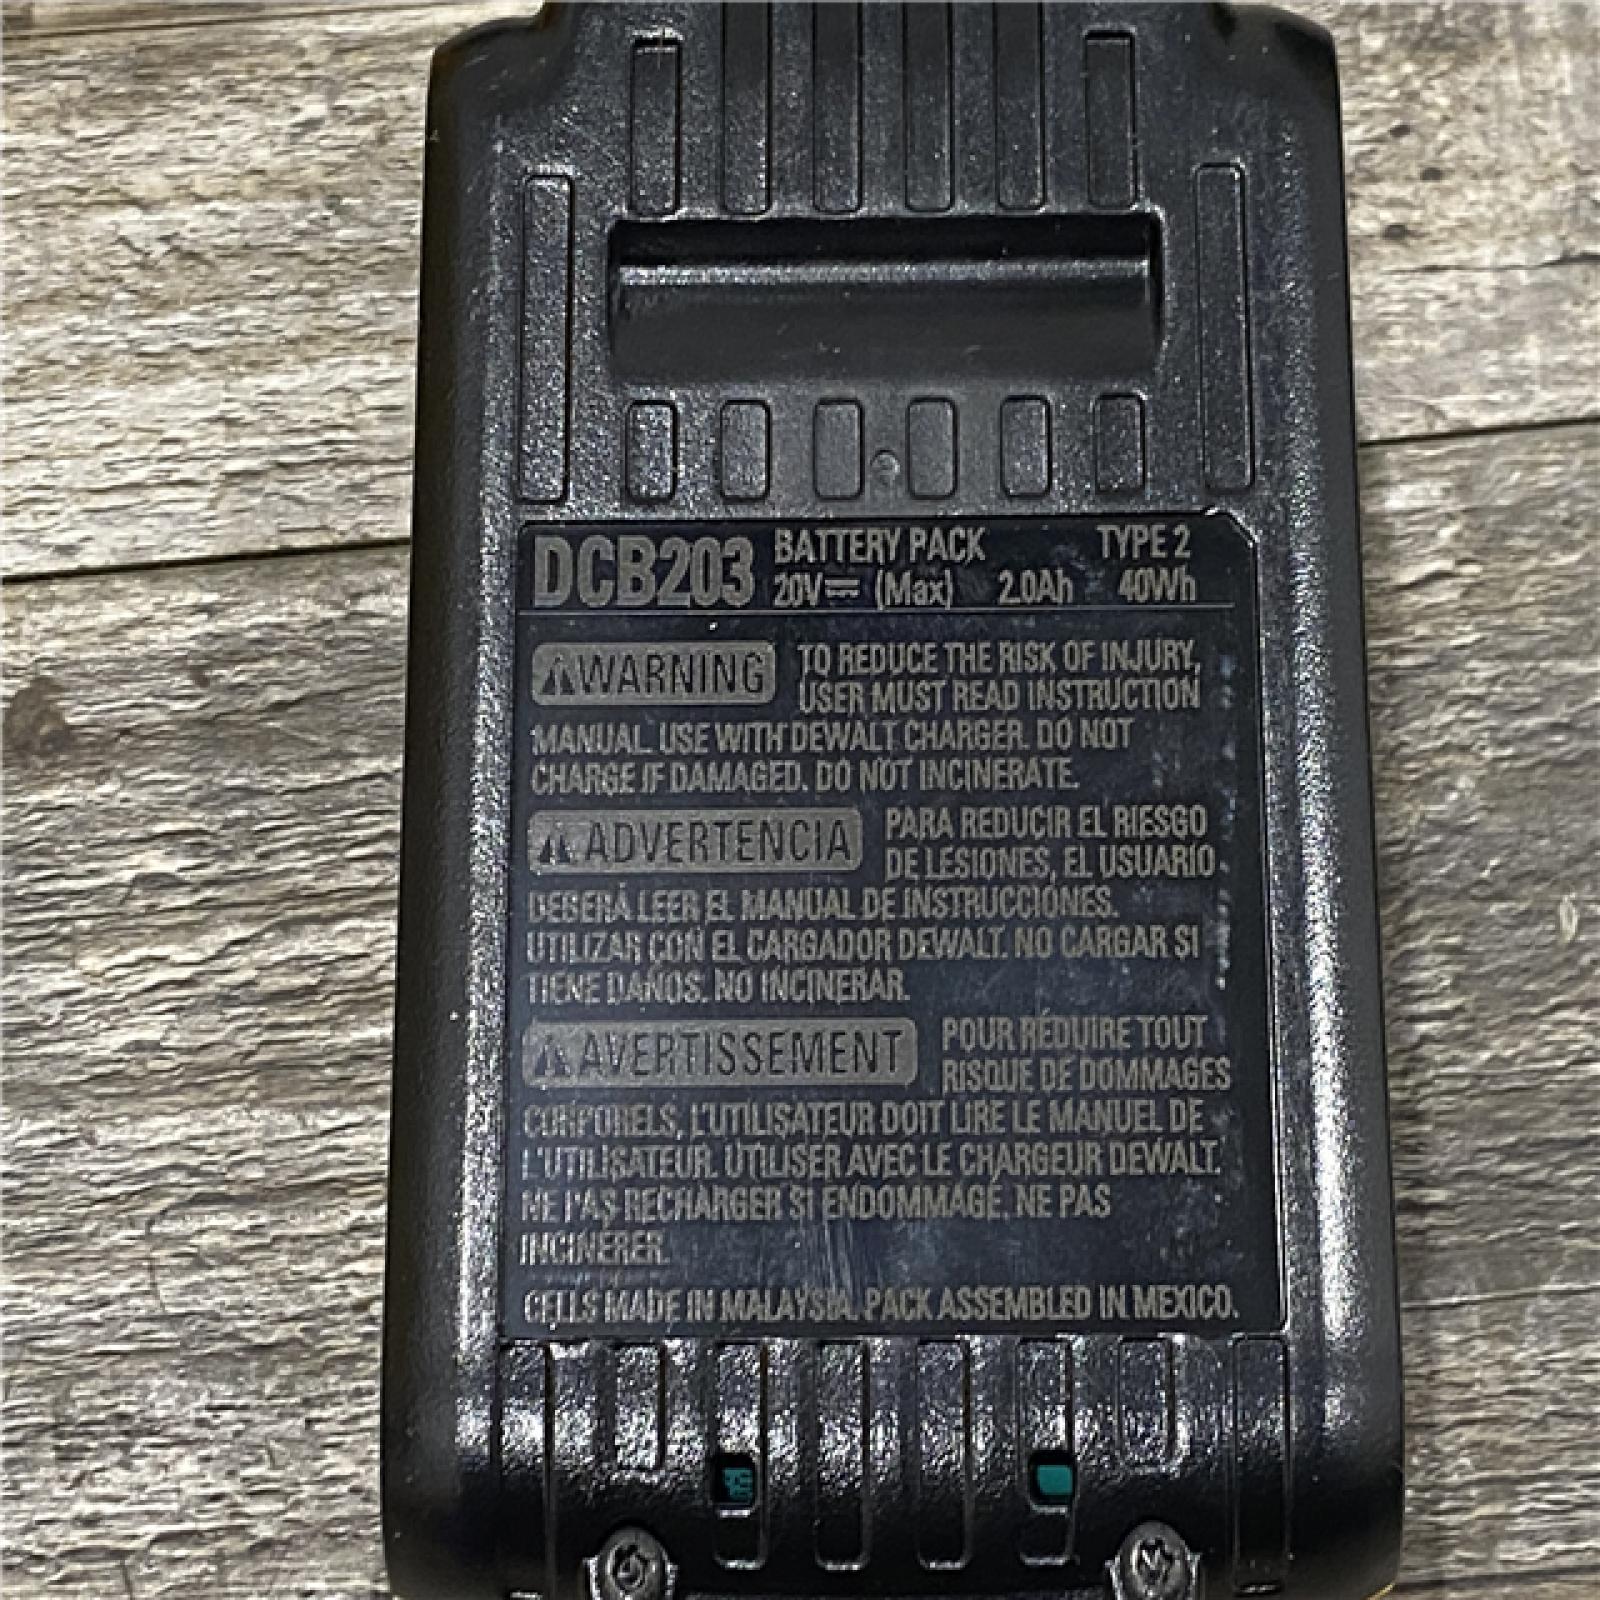 DCB203 BATTERY PACK TYPE 2
20V⎓ (Max) 2.0Ah 40Wh
⚠WARNING TO REDUCE THE RISK OF INJURY,
USER MUST READ INSTRUCTION
MANUAL. USE WITH DEWALT CHARGER. DO NOT
CHARGE IF DAMAGED. DO NOT INCINERATE.
⚠ADVERTENCIA PARA REDUCIR EL RIESGO
DE LESIONES, EL USUARIO
DEBERÁ LEER EL MANUAL DE INSTRUCCIONES.
UTILIZAR CON EL CARGADOR DEWALT. NO CARGAR SI
TIENE DAÑOS. NO INCINERAR.
⚠AVERTISSEMENT POUR RÉDUIRE TOUT
RISQUE DE DOMMAGES
CORPORELS, L'UTILISATEUR DOIT LIRE LE MANUEL DE
L'UTILISATEUR. UTILISER AVEC LE CHARGEUR DEWALT.
NE PAS RECHARGER SI ENDOMMAGÉ. NE PAS
INCINERER.
CELLS MADE IN MALAYSIA. PACK ASSEMBLED IN MEXICO.